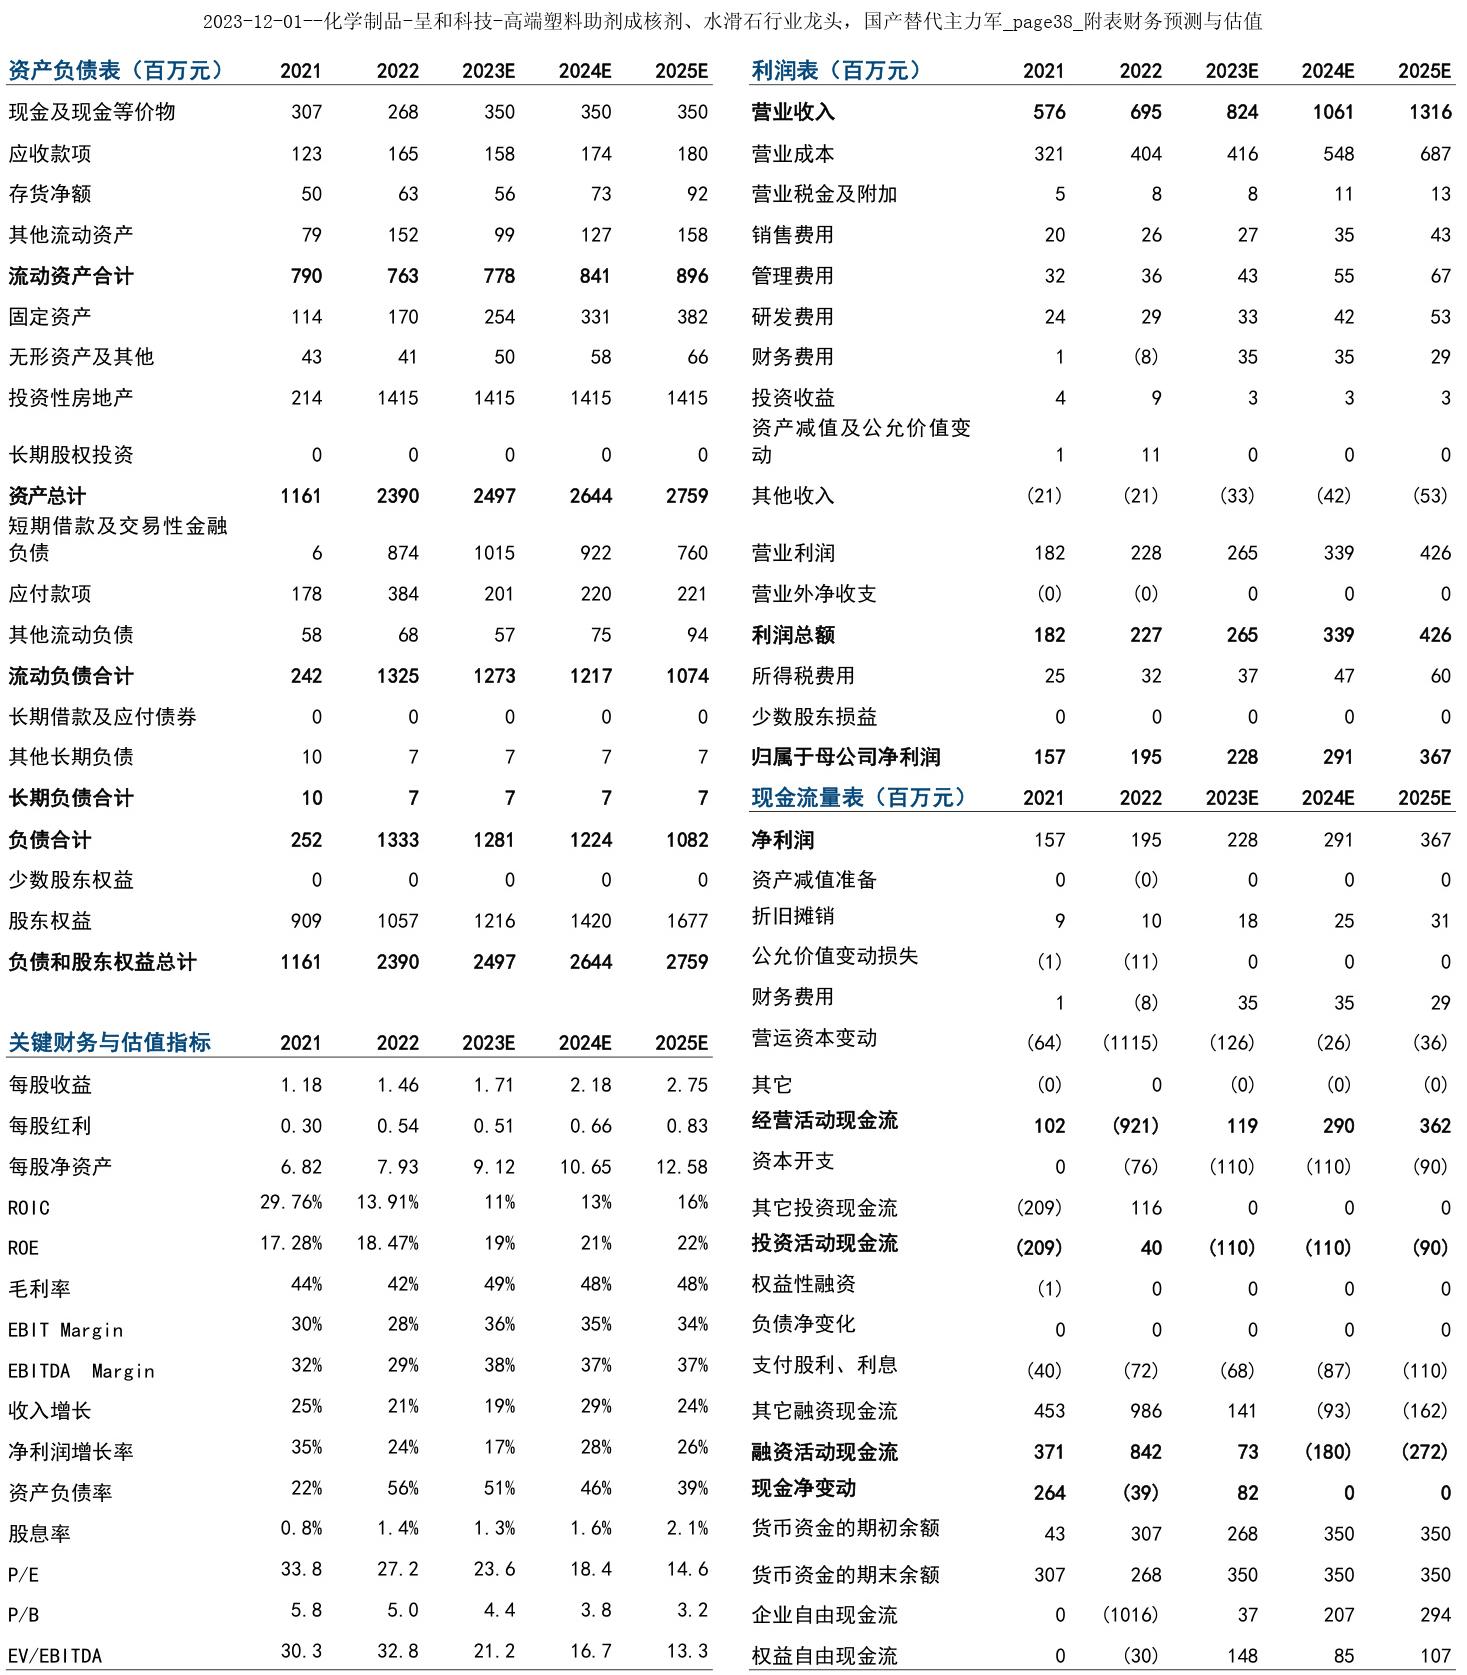 2023-12-01--化学制品-呈和科技-高端塑料助剂成核剂、水滑石行业龙头，国产替代主力军_page38_附表财务预测与估值
资产负债表（百万元） 2021 2022 2023E 2024E 2025E
现金及现金等价物 307 268 350 350 350
应收款项 123 165 158 174 180
存货净额 50 63 56 73 92
其他流动资产 79 152 99 127 158
流动资产合计 790 763 778 841 896
固定资产 114 170 254 331 382
无形资产及其他 43 41 50 58 66
投资性房地产 214 1415 1415 1415 1415
长期股权投资 0 0 0 0 0
资产总计 1161 2390 2497 2644 2759
短期借款及交易性金融
负债 6 874 1015 922 760
应付款项 178 384 201 220 221
其他流动负债 58 68 57 75 94
流动负债合计 242 1325 1273 1217 1074
长期借款及应付债券 0 0 0 0 0
其他长期负债 10 7 7 7 7
长期负债合计 10 7 7 7 7
负债合计 252 1333 1281 1224 1082
少数股东权益 0 0 0 0 0
股东权益 909 1057 1216 1420 1677
负债和股东权益总计 1161 2390 2497 2644 2759
关键财务与估值指标 2021 2022 2023E 2024E 2025E
每股收益 1.18 1.46 1.71 2.18 2.75
每股红利 0.30 0.54 0.51 0.66 0.83
每股净资产 6.82 7.93 9.12 10.65 12.58
ROIC 29.76% 13.91% 11% 13% 16%
ROE 17.28% 18.47% 19% 21% 22%
毛利率 44% 42% 49% 48% 48%
EBIT Margin 30% 28% 36% 35% 34%
EBITDA Margin 32% 29% 38% 37% 37%
收入增长 25% 21% 19% 29% 24%
净利润增长率 35% 24% 17% 28% 26%
资产负债率 22% 56% 51% 46% 39%
股息率 0.8% 1.4% 1.3% 1.6% 2.1%
P/E 33.8 27.2 23.6 18.4 14.6
P/B 5.8 5.0 4.4 3.8 3.2
EV/EBITDA 30.3 32.8 21.2 16.7 13.3
利润表（百万元） 2021 2022 2023E 2024E 2025E
营业收入 576 695 824 1061 1316
营业成本 321 404 416 548 687
营业税金及附加 5 8 8 11 13
销售费用 20 26 27 35 43
管理费用 32 36 43 55 67
研发费用 24 29 33 42 53
财务费用 1 (8) 35 35 29
投资收益 4 9 3 3 3
资产减值及公允价值变
动 1 11 0 0 0
其他收入 (21) (21) (33) (42) (53)
营业利润 182 228 265 339 426
营业外净收支 (0) (0) 0 0 0
利润总额 182 227 265 339 426
所得税费用 25 32 37 47 60
少数股东损益 0 0 0 0 0
归属于母公司净利润 157 195 228 291 367
现金流量表（百万元） 2021 2022 2023E 2024E 2025E
净利润 157 195 228 291 367
资产减值准备 0 (0) 0 0 0
折旧摊销 9 10 18 25 31
公允价值变动损失 (1) (11) 0 0 0
财务费用 1 (8) 35 35 29
营运资本变动 (64) (1115) (126) (26) (36)
其它 (0) 0 (0) (0) (0)
经营活动现金流 102 (921) 119 290 362
资本开支 0 (76) (110) (110) (90)
其它投资现金流 (209) 116 0 0 0
投资活动现金流 (209) 40 (110) (110) (90)
权益性融资 (1) 0 0 0 0
负债净变化 0 0 0 0 0
支付股利、利息 (40) (72) (68) (87) (110)
其它融资现金流 453 986 141 (93) (162)
融资活动现金流 371 842 73 (180) (272)
现金净变动 264 (39) 82 0 0
货币资金的期初余额 43 307 268 350 350
货币资金的期末余额 307 268 350 350 350
企业自由现金流 0 (1016) 37 207 294
权益自由现金流 0 (30) 148 85 107